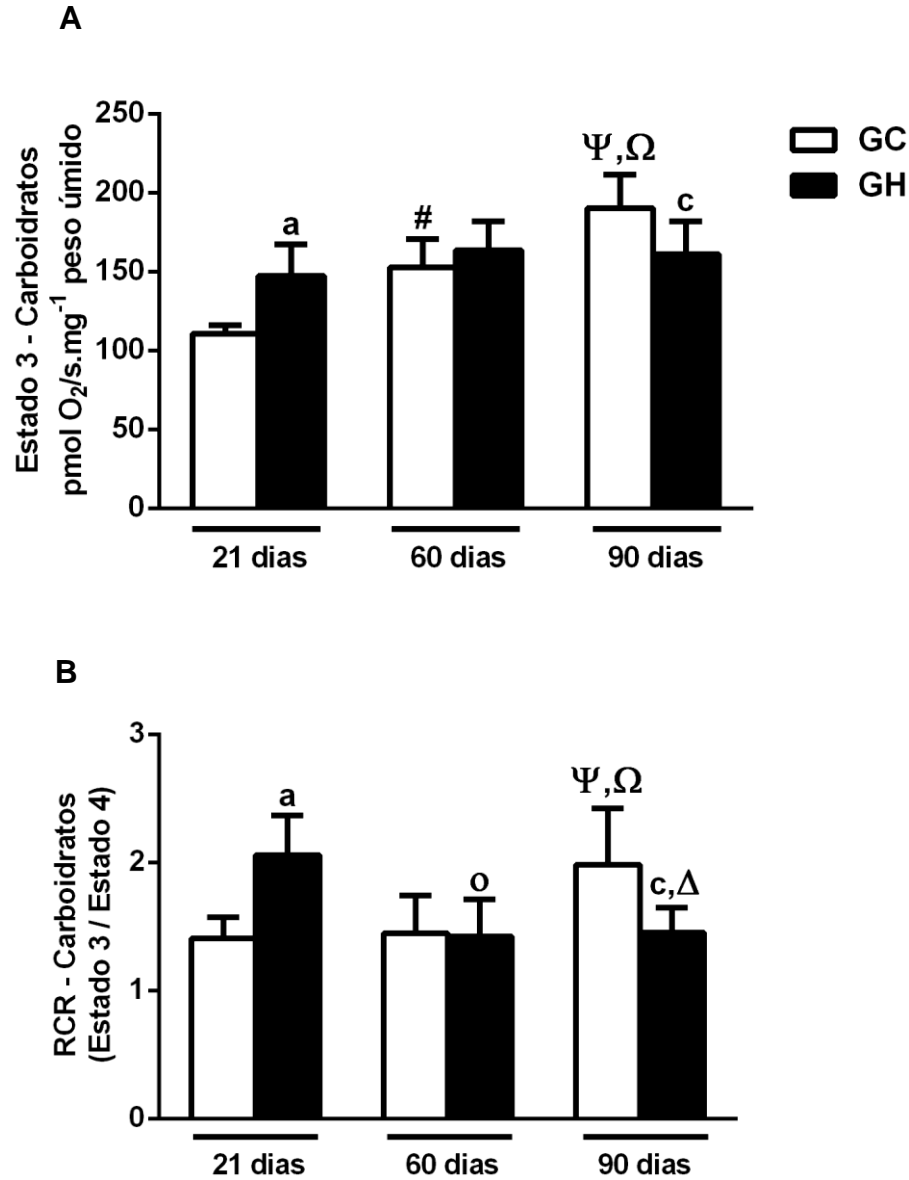 A
Estado 3 - Carboidratos
pmol O₂/s.mg⁻¹ peso úmido
250
200
150
100
50
0
a
#
Ψ,Ω
c
GC
GH
21 dias
60 dias
90 dias
B
RCR - Carboidratos
(Estado 3 / Estado 4)
3
2
1
0
a
o
Ψ,Ω
c,Δ
21 dias
60 dias
90 dias